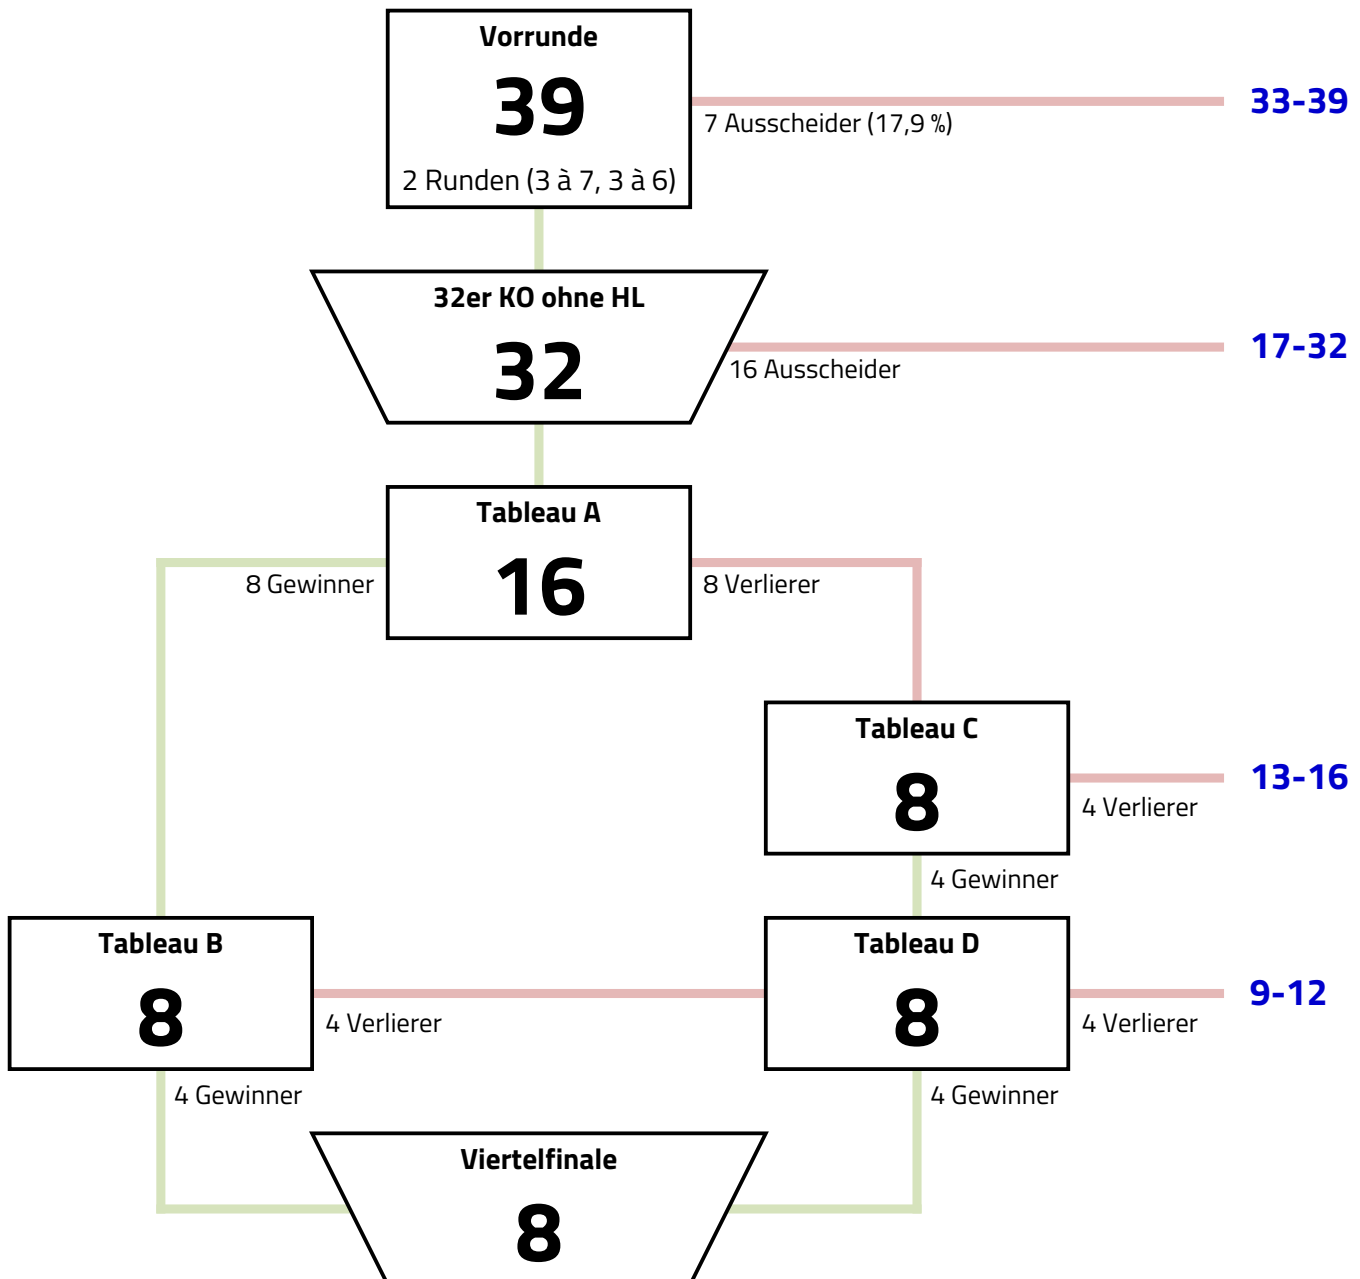 Vorrunde
39
2 Runden (3 à 7, 3 à 6)
7 Ausscheider (17,9 %)
33-39
32er KO ohne HL
32
16 Ausscheider
17-32
Tableau A
16
8 Gewinner
8 Verlierer
Tableau C
8
4 Verlierer
13-16
4 Gewinner
Tableau B
8
4 Verlierer
4 Gewinner
Tableau D
8
4 Verlierer
9-12
4 Gewinner
Viertelfinale
8